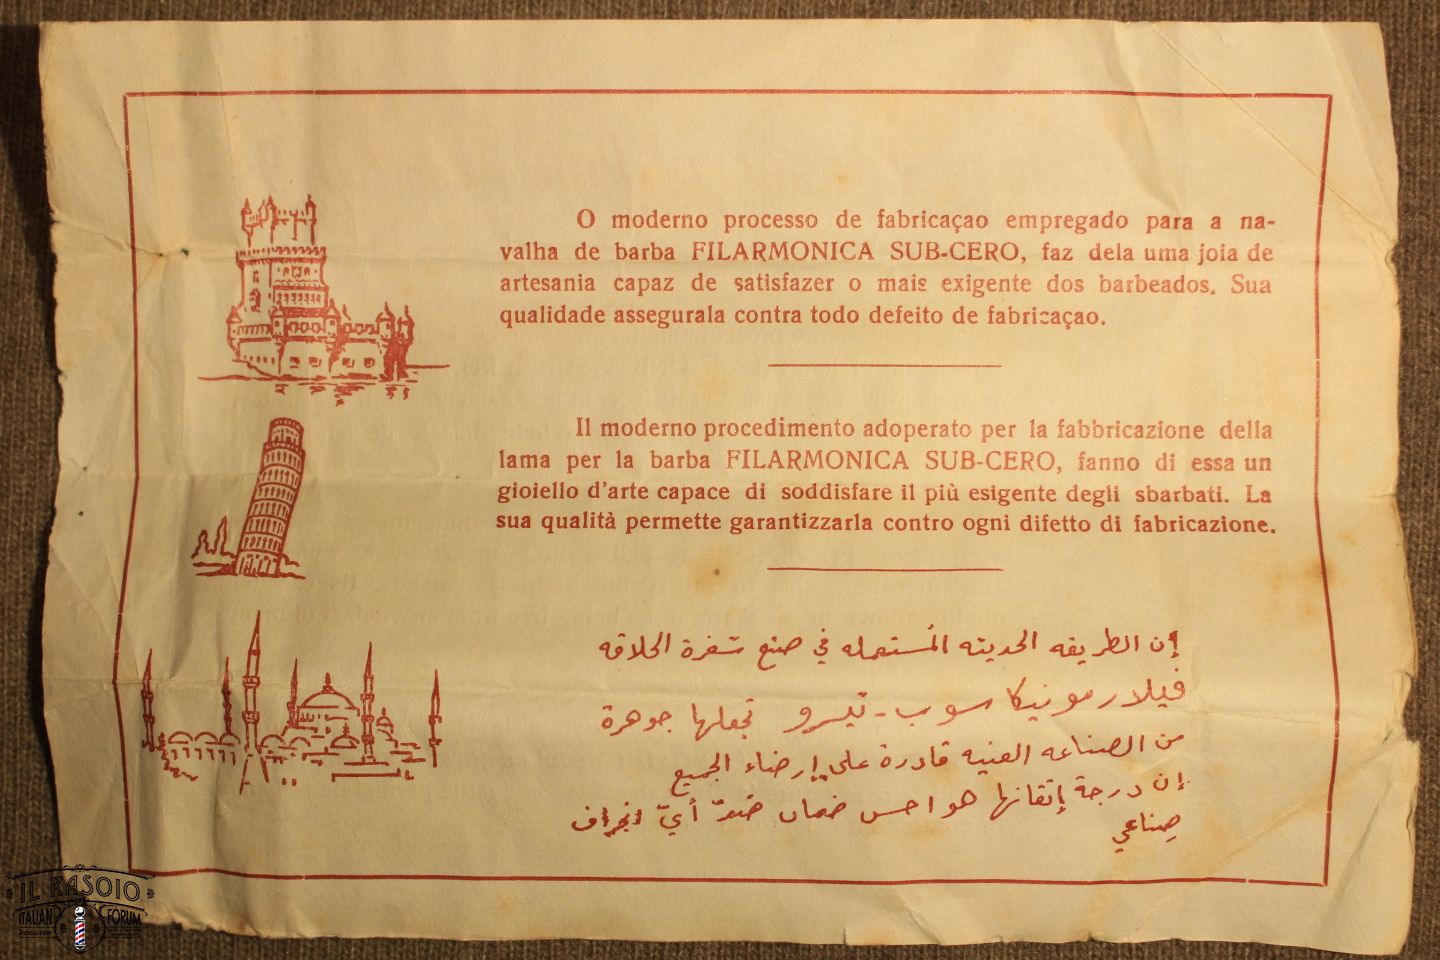 O moderno processo de fabricaçao empregado para a na-
valha de barba FILARMONICA SUB-CERO, faz dela uma joia de
artesania capaz de satisfazer o mais exigente dos barbeados. Sua
qualidade assegurala contra todo defeito de fabricaçao.
Il moderno procedimento adoperato per la fabbricazione della
lama per la barba FILARMONICA SUB-CERO, fanno di essa un
gioiello d'arte capace di soddisfare il più esigente degli sbarbati. La
sua qualità permette garantizzarla contro ogni difetto di fabricazione.
إن الطريقه الحديثه المُستعمله في صنع شفرة الحلاقه
فيلارمونيكا سوب - تيرو تجعلها جوهرة
من الصناعه الفنيه قادرة على إرضاء الجميع
إن درجة إتقانها هو احسن ضمان ضدّ أيّ انحراف
صناعي
IL RASOIO
ITALIAN FORUM
ilrasoio.com